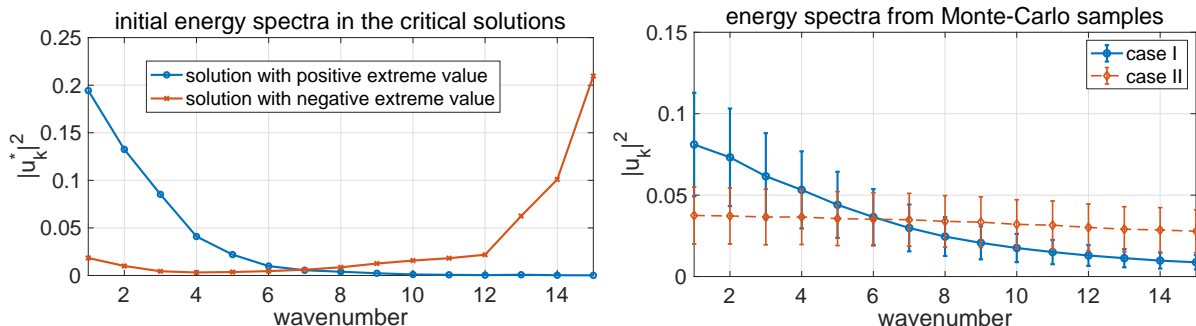 initial energy spectra in the critical solutions
0.25
0.2
0.15
0.1
0.05
0
2 4 6 8 10 12 14
wavenumber
|u*k|2
solution with positive extreme value
solution with negative extreme value
energy spectra from Monte-Carlo samples
0.15
0.1
0.05
0
2 4 6 8 10 12 14
wavenumber
|uk|2
case I
case II